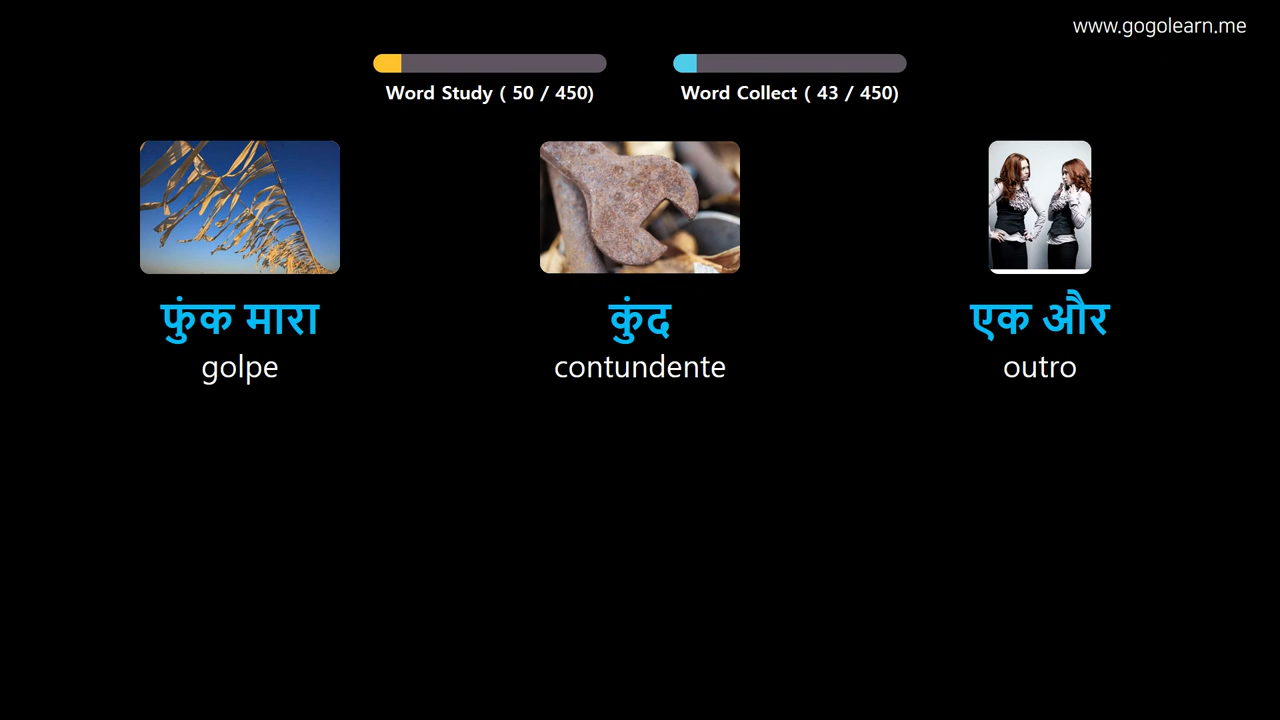 www.gogolearn.me
Word Study ( 50 / 450)
Word Collect ( 43 / 450)
फुंक मारा
कुंद
एक और
golpe
contundente
outro